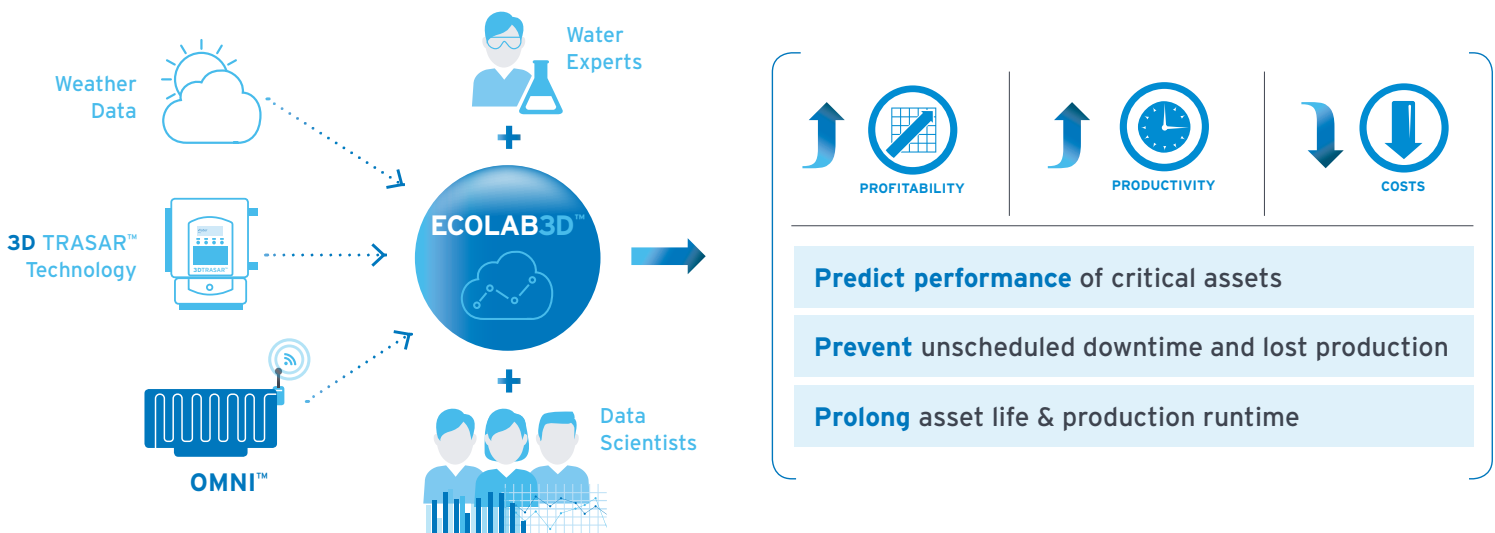 Weather
Data
3D TRASAR™
Technology
3DTRASAR™
OMNI™
Water
Experts
ECOLAB3D™
Data
Scientists
PROFITABILITY
PRODUCTIVITY
COSTS
Predict performance of critical assets
Prevent unscheduled downtime and lost production
Prolong asset life & production runtime